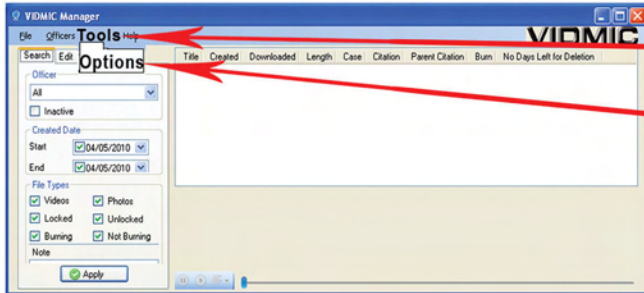 VIDMIC Manager
File Officers Tools Help
VIDMIC
Search Edit Options
Title Created Downloaded Length Case Citation Parent Citation Burn No Days Left for Deletion
Officer
All
Inactive
Created Date
Start 04/05/2010
End 04/05/2010
File Types
Videos Photos
Locked Unlocked
Burning Not Burning
Note
Apply